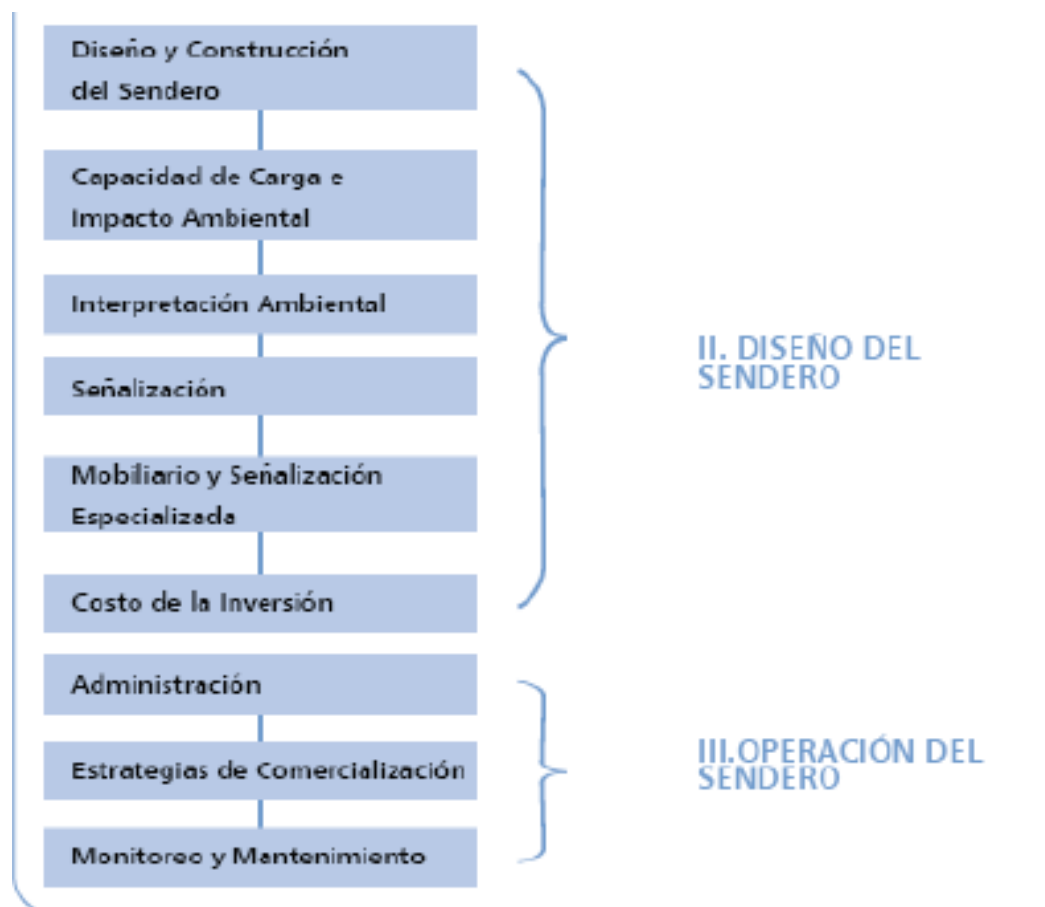 Diseño y Construcción
del Sendero
Capacidad de Carga e
Impacto Ambiental
Interpretación Ambiental
Señalización
Mobiliario y Señalización
Especializada
Costo de la Inversión
II. DISEÑO DEL
SENDERO
Administración
Estrategias de Comercialización
Monitoreo y Mantenimiento
III.OPERACIÓN DEL
SENDERO